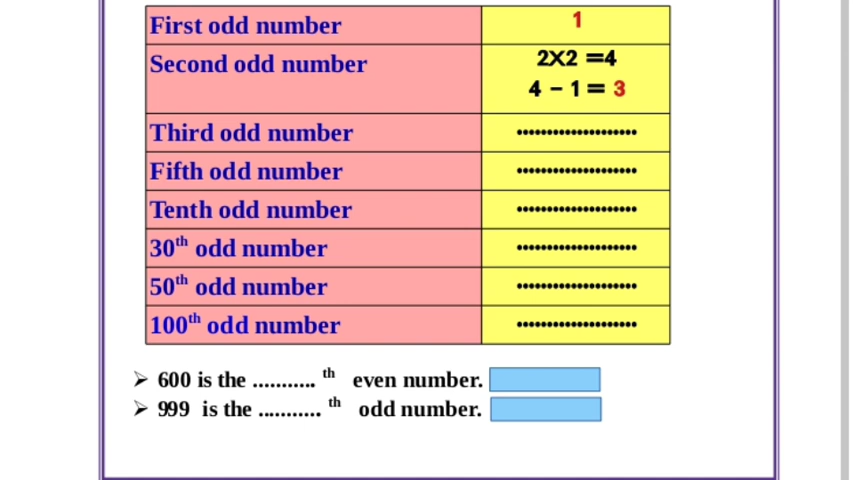 First odd number 1
Second odd number 2X2 =4
4 – 1 = 3
Third odd number ....................
Fifth odd number ....................
Tenth odd number ....................
30th odd number ....................
50th odd number ....................
100th odd number ....................
➢ 600 is the ........... th even number.
➢ 999 is the ........... th odd number.